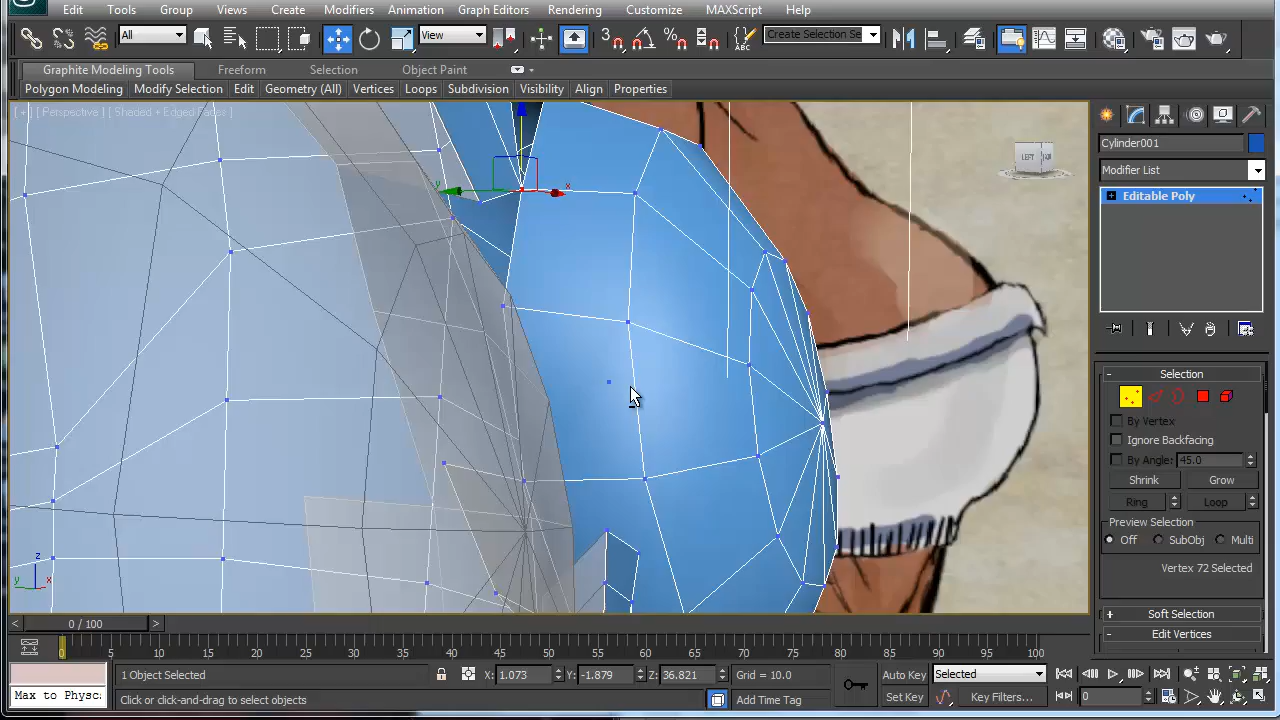 Edit Tools Group Views Create Modifiers Animation Graph Editors Rendering Customize MAXScript Help
All View 3 Create Selection Se
Graphite Modeling Tools Freeform Selection Object Paint
Polygon Modeling Modify Selection Edit Geometry (All) Vertices Loops Subdivision Visibility Align Properties
[ + ] [ Perspective ] [ Shaded + Edged Faces ]
LEFT
Cylinder001
Modifier List
Editable Poly
y x
z
y x
- Selection
By Vertex
Ignore Backfacing
By Angle: 45.0
Shrink Grow
Ring Loop
Preview Selection
Off SubObj Multi
Vertex 72 Selected
+ Soft Selection
- Edit Vertices
< 0 / 100 >
0 5 10 15 20 25 30 35 40 45 50 55 60 65 70 75 80 85 90 95 100
1 Object Selected X: 1.073 Y: -1.879 Z: 36.821 Grid = 10.0 Auto Key Selected
Max to Physc Click or click-and-drag to select objects Add Time Tag Set Key Key Filters... 0